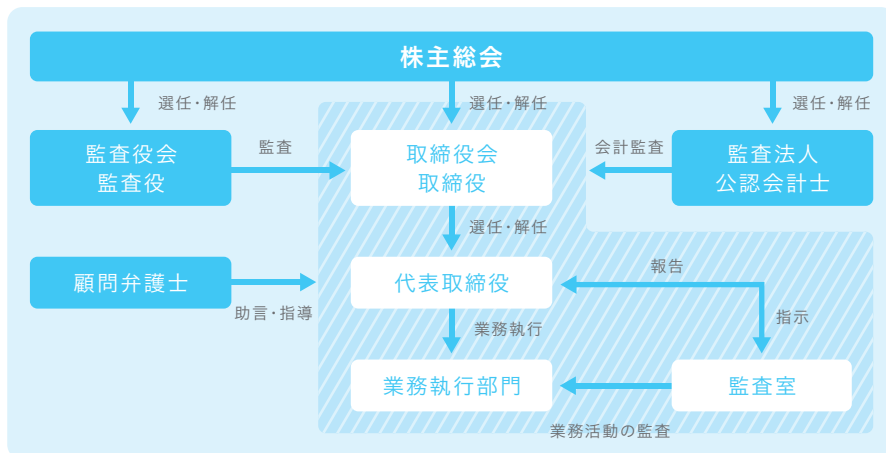 株主総会
選任・解任
選任・解任
選任・解任
監査役会
監査役
監査
取締役会
取締役
会計監査
監査法人
公認会計士
選任・解任
顧問弁護士
助言・指導
代表取締役
報告
指示
業務執行
業務執行部門
監査室
業務活動の監査